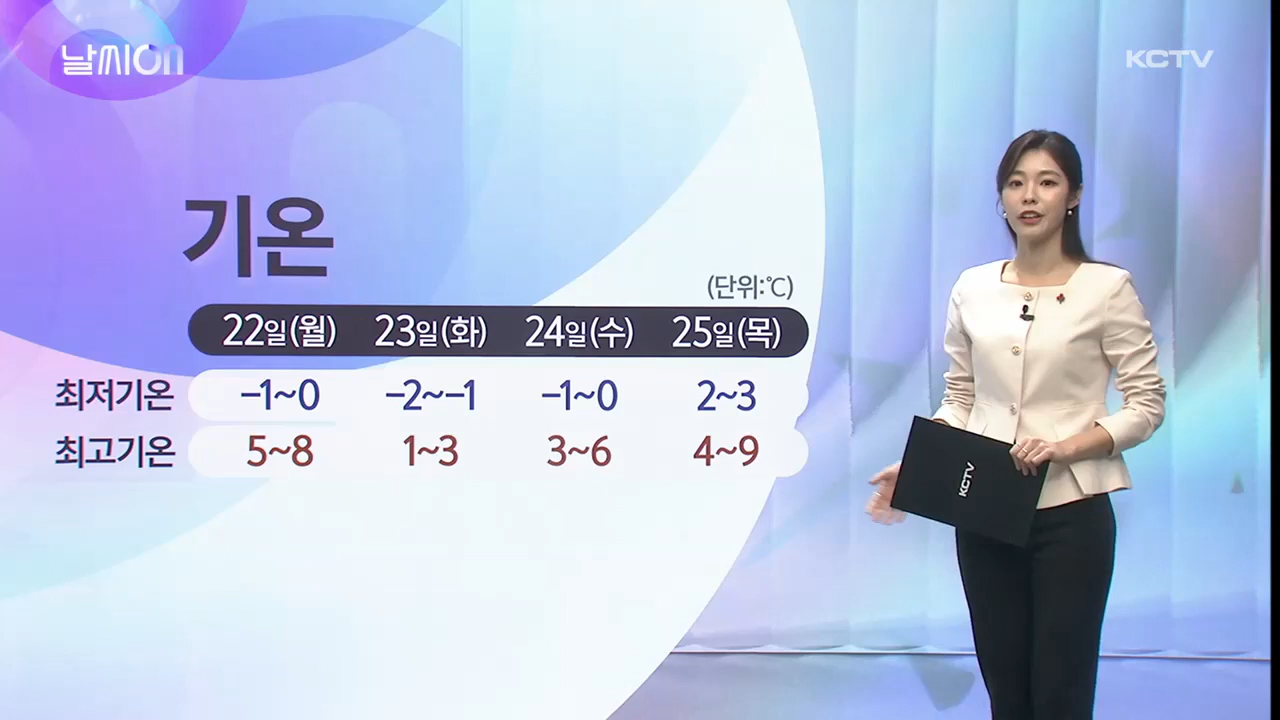 날씨On
KCTV
기온
(단위:℃)
22일(월) 23일(화) 24일(수) 25일(목)
최저기온 -1~0 -2~-1 -1~0 2~3
최고기온 5~8 1~3 3~6 4~9
KCTV